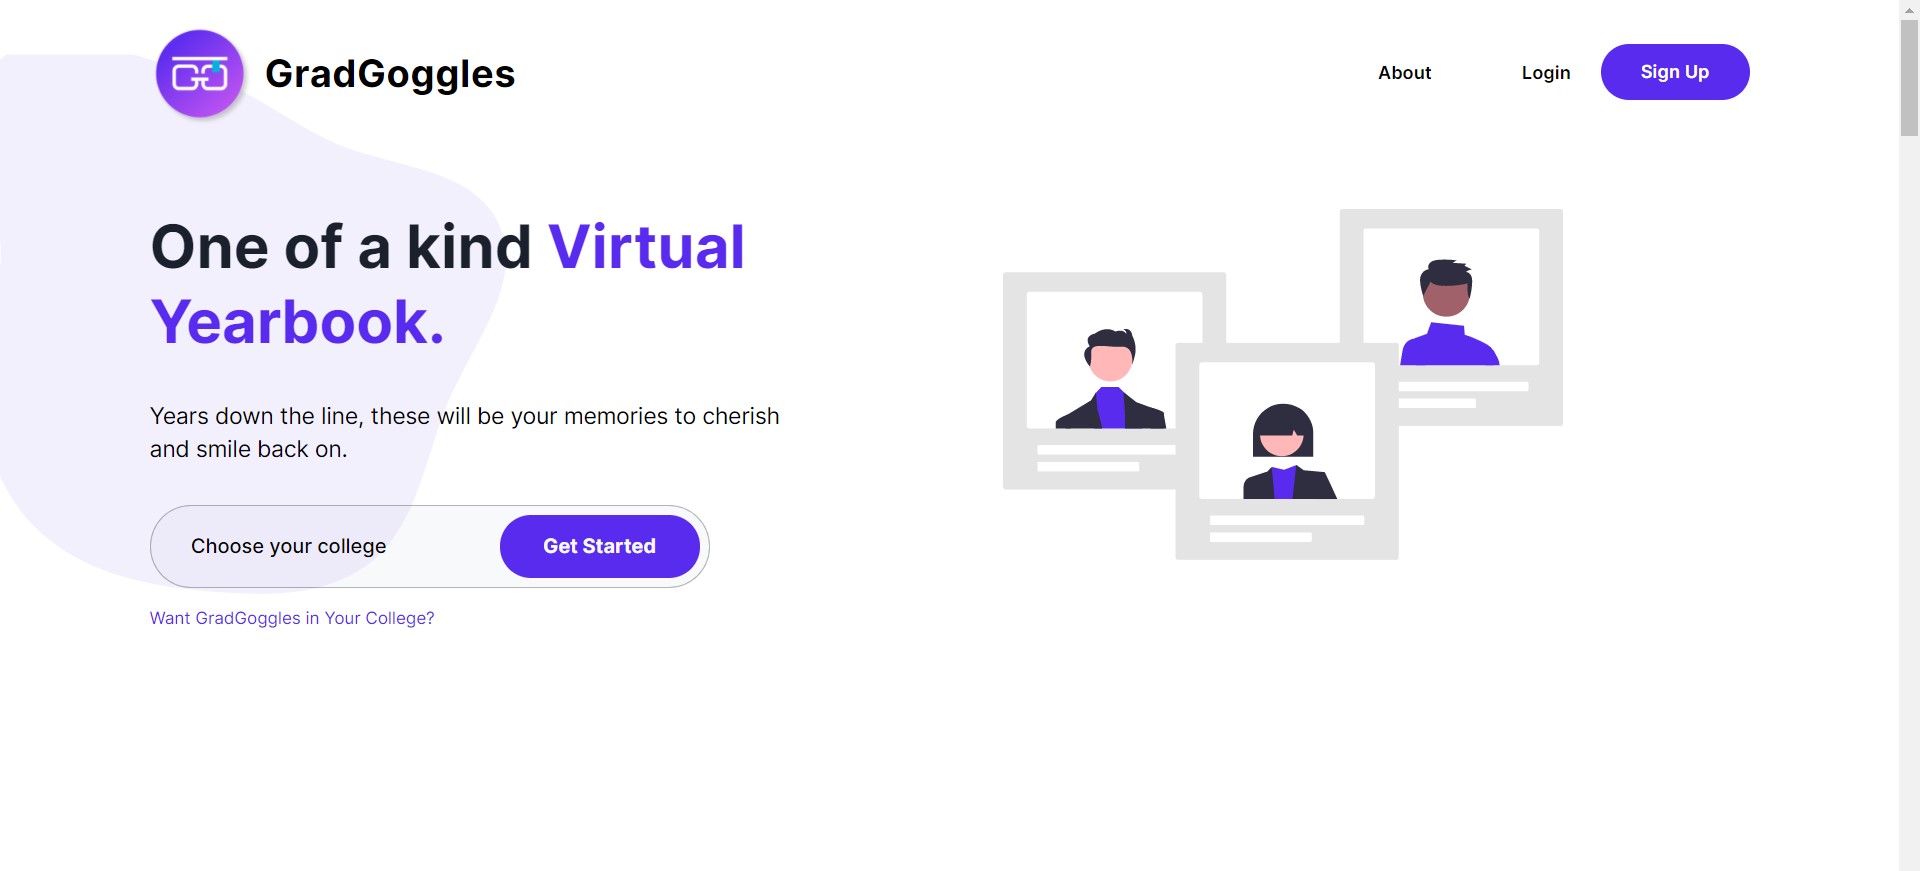 GradGoggles
About
Login
Sign Up
One of a kind Virtual
Yearbook.
Years down the line, these will be your memories to cherish
and smile back on.
Choose your college
Get Started
Want GradGoggles in Your College?